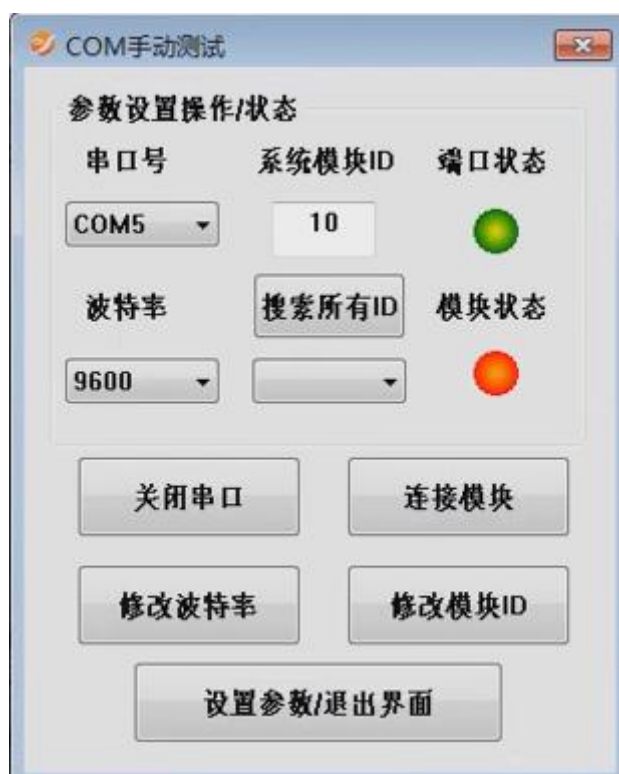 COM手动测试
参数设置操作/状态
串口号 系统模块ID 端口状态
COM5 10
波特率 搜索所有ID 模块状态
9600
关闭串口 连接模块
修改波特率 修改模块ID
设置参数/退出界面